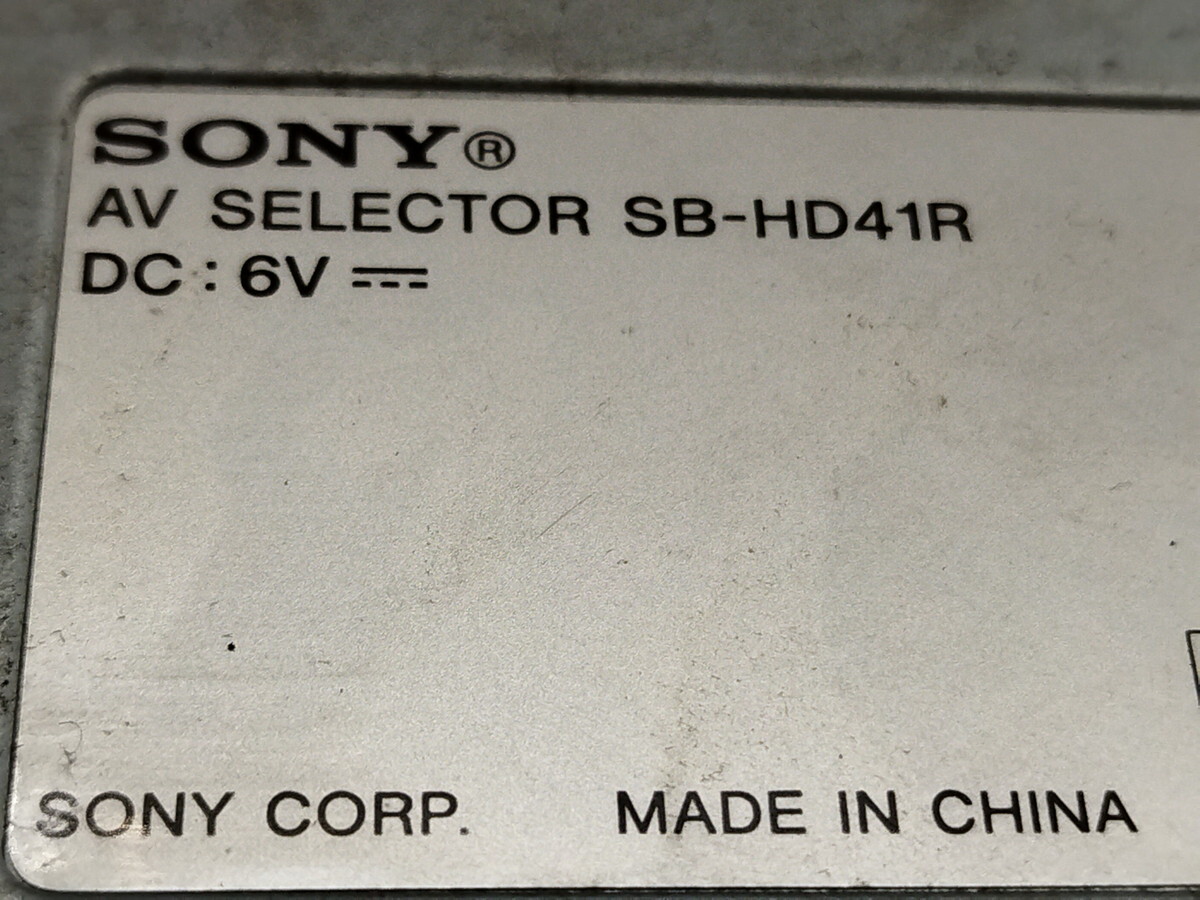 SONY®
AV SELECTOR SB-HD41R
DC : 6V ⎓
SONY CORP. MADE IN CHINA